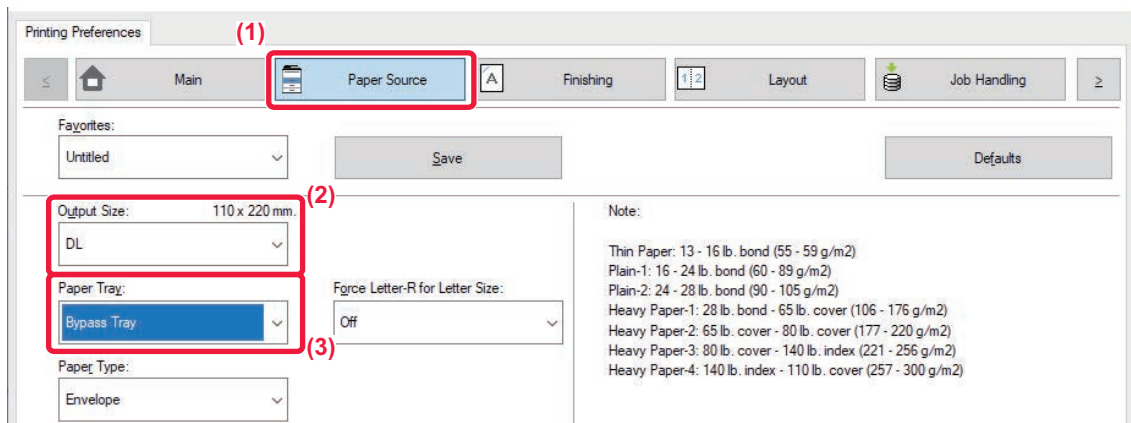 Printing Preferences
(1)
≤ Main Paper Source A Finishing 1 2 Layout Job Handling ≥
Favorites:
Untitled Save Defaults
(2)
Output Size: 110 x 220 mm.
DL
Paper Tray:
Bypass Tray
(3)
Force Letter-R for Letter Size:
Off
Paper Type:
Envelope
Note:
Thin Paper: 13 - 16 lb. bond (55 - 59 g/m2)
Plain-1: 16 - 24 lb. bond (60 - 89 g/m2)
Plain-2: 24 - 28 lb. bond (90 - 105 g/m2)
Heavy Paper-1: 28 lb. bond - 65 lb. cover (106 - 176 g/m2)
Heavy Paper-2: 65 lb. cover - 80 lb. cover (177 - 220 g/m2)
Heavy Paper-3: 80 lb. cover - 140 lb. index (221 - 256 g/m2)
Heavy Paper-4: 140 lb. index - 110 lb. cover (257 - 300 g/m2)